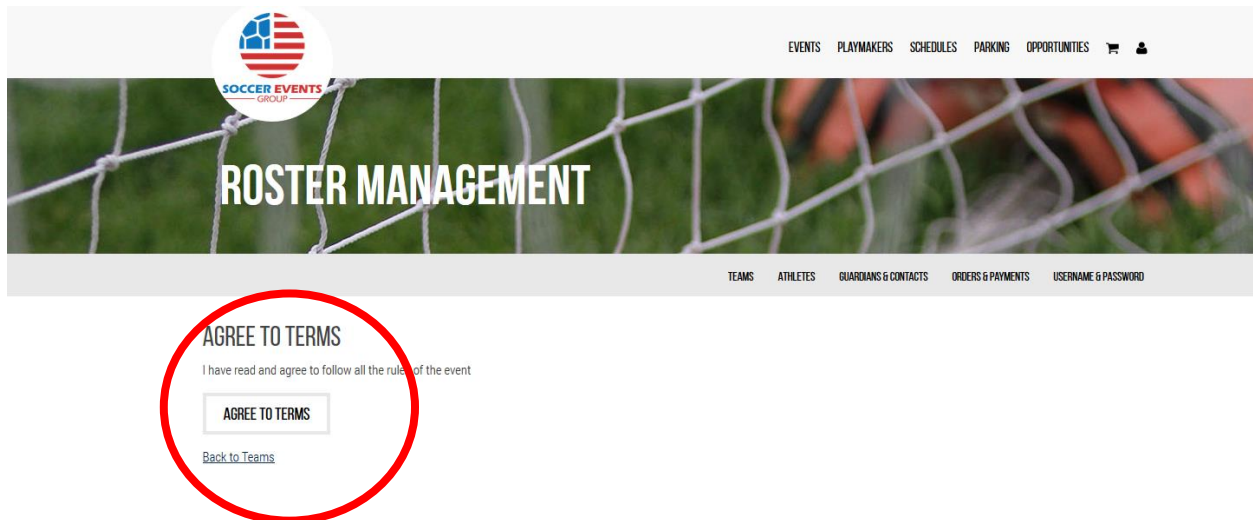 SOCCER EVENTS
GROUP
EVENTS PLAYMAKERS SCHEDULES PARKING OPPORTUNITIES
ROSTER MANAGEMENT
TEAMS ATHLETES GUARDIANS & CONTACTS ORDERS & PAYMENTS USERNAME & PASSWORD
AGREE TO TERMS
I have read and agree to follow all the rules of the event
AGREE TO TERMS
Back to Teams